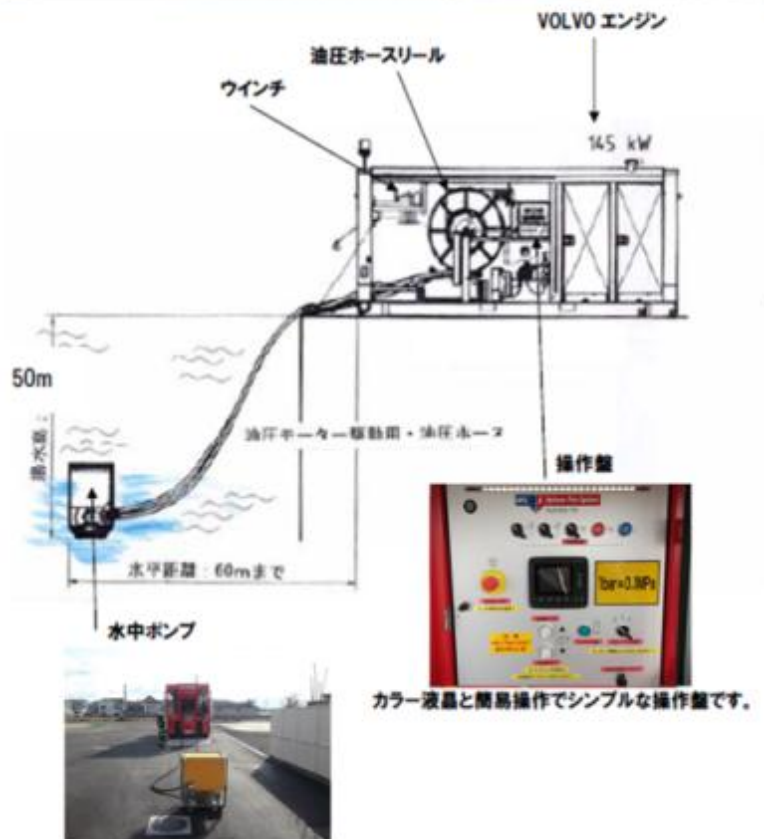 VOLVO エンジン
油圧ホースリール
ウインチ
145 kW
50m
油圧モーター駆動用・油圧ホース
操作盤
水平距離：60mまで
1bar=0.1MPa
水中ポンプ
カラー液晶と簡易操作でシンプルな操作盤です。